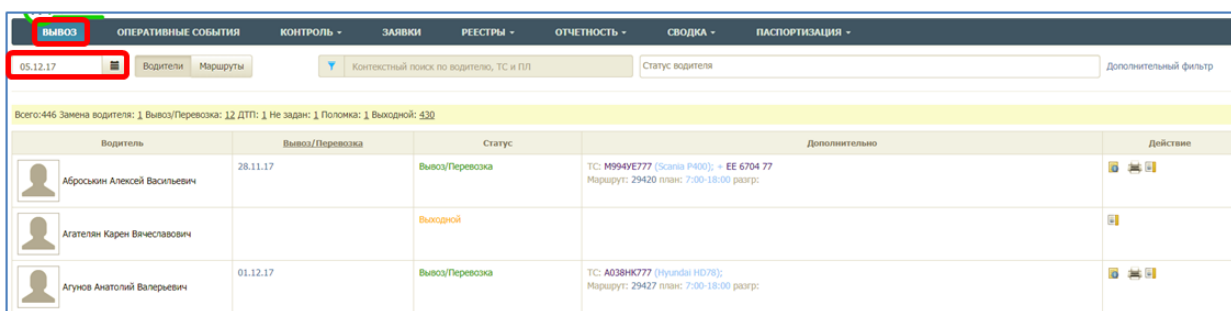 ВЫВОЗ ОПЕРАТИВНЫЕ СОБЫТИЯ КОНТРОЛЬ ЗАЯВКИ РЕЕСТРЫ ОТЧЕТНОСТЬ СВОДКА ПАСПОРТИЗАЦИЯ
05.12.17 Водители Маршруты Контекстный поиск по водителю, ТС и ПЛ Статус водителя Дополнительный фильтр
Всего:446 Замена водителя: 1 Вывоз/Перевозка: 12 ДТП: 1 Не задан: 1 Поломка: 1 Выходной: 430
Водитель Вывоз/Перевозка Статус Дополнительно Действие
Аброськин Алексей Васильевич 28.11.17 Вывоз/Перевозка ТС: М994УЕ777 (Scania P400); + ЕЕ 6704 77
Маршрут: 29420 план: 7:00-18:00 разгр:
Агателян Карен Вячеславович Выходной
Агунов Анатолий Валерьевич 01.12.17 Вывоз/Перевозка ТС: А038НК777 (Hyundai HD78);
Маршрут: 29427 план: 7:00-18:00 разгр: